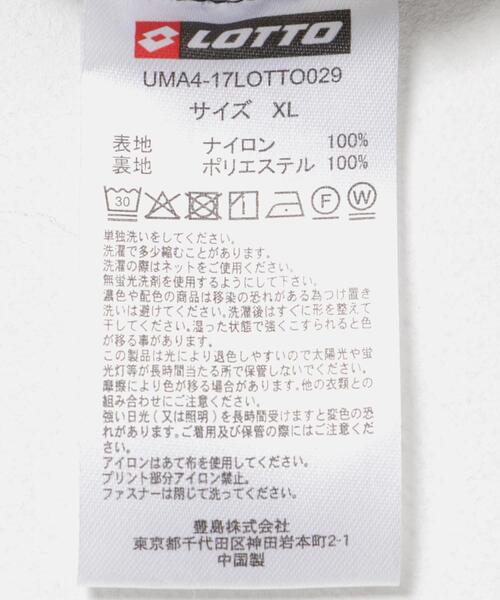 LOTTO
UMA4-17LOTTO029
サイズ XL
表地 ナイロン 100%
裏地 ポリエステル 100%
30 F W
単独洗いをしてください。
洗濯で多少縮むことがあります。
洗濯の際はネットをご使用ください。
無蛍光洗剤を使用するようにして下さい。
濃色や配色の商品は移染の恐れがある為つけ置き
洗いは避けてください。洗濯後はすぐに形を整えて
干してください。湿った状態で強くこすられると色
が移る事があります。
この製品は光により退色しやすいので太陽光や蛍
光灯等が長時間当たる所で保管しないでください。
摩擦により色が移る場合があります。他の衣類との
組み合わせにご注意ください。
強い日光(又は照明)を長時間受けますと変色の恐
れがあります。ご着用及び保管の際にはご注意くだ
さい。
アイロンはあて布を使用してください。
プリント部分アイロン禁止。
ファスナーは閉じて洗ってください。
豊島株式会社
東京都千代田区神田岩本町2-1
中国製